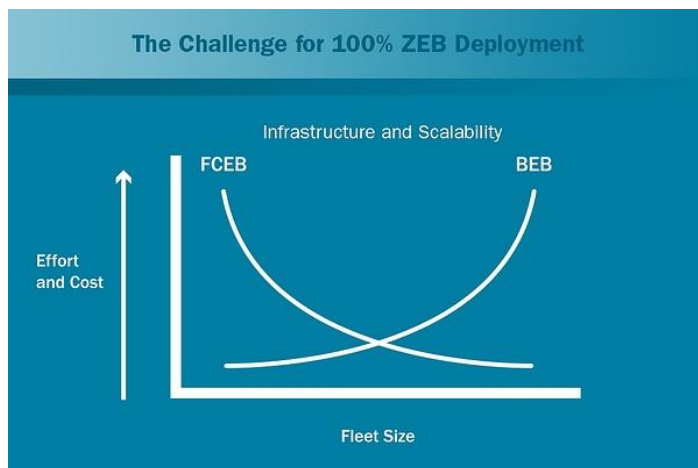 The Challenge for 100% ZEB Deployment
Infrastructure and Scalability
FCEB
BEB
Effort
and Cost
Fleet Size